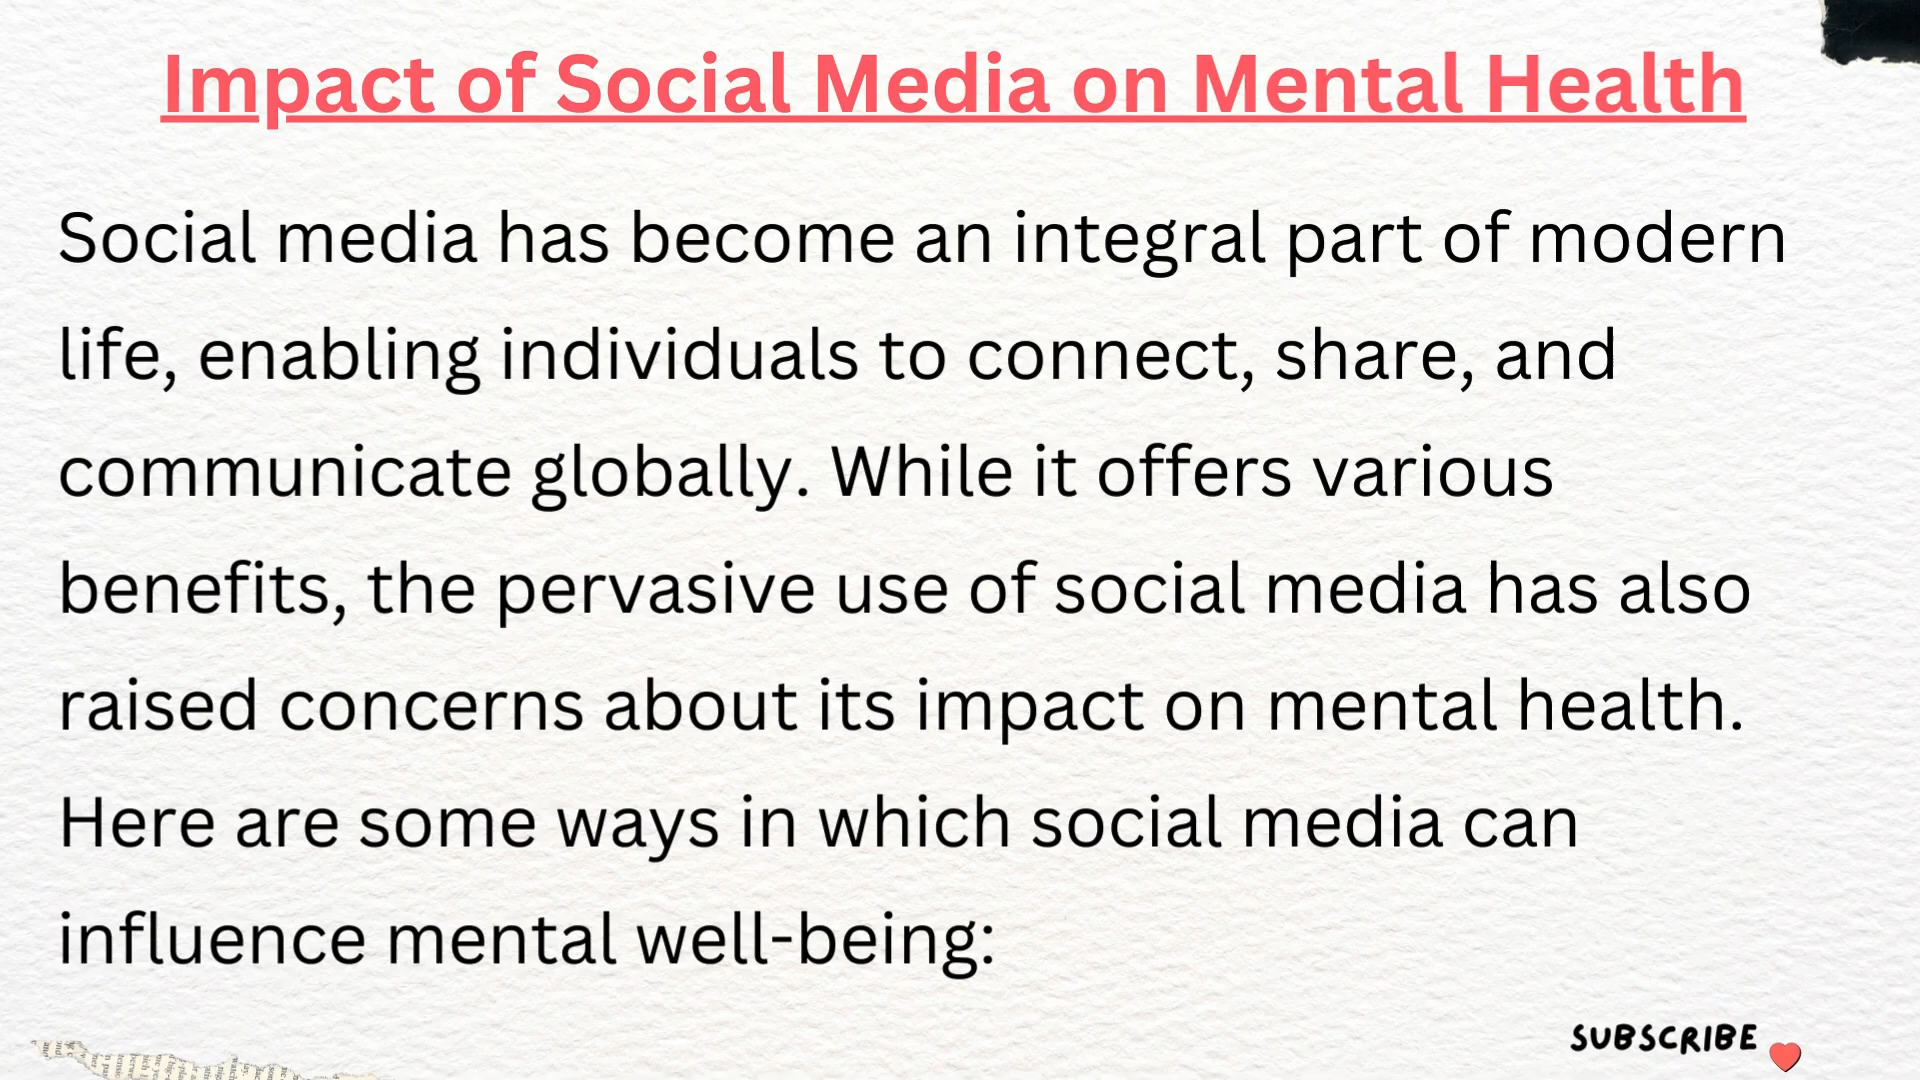 Impact of Social Media on Mental Health
Social media has become an integral part of modern
life, enabling individuals to connect, share, and
communicate globally. While it offers various
benefits, the pervasive use of social media has also
raised concerns about its impact on mental health.
Here are some ways in which social media can
influence mental well-being:
SUBSCRIBE